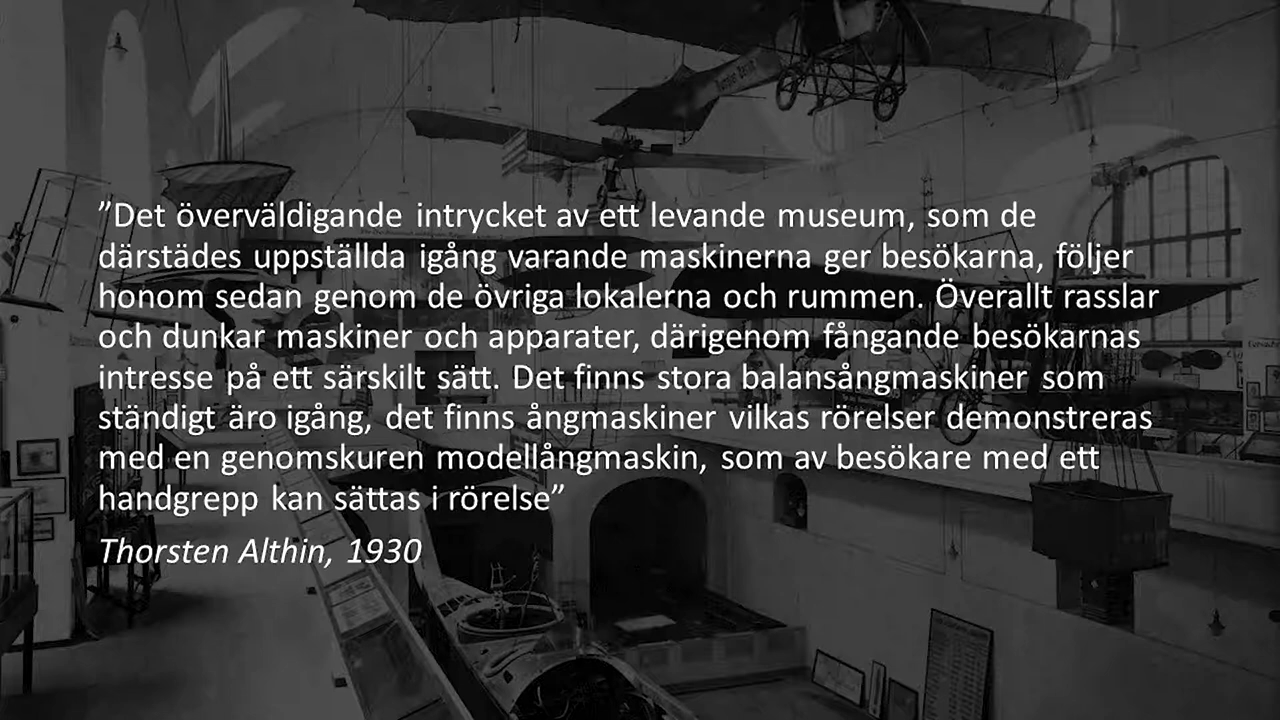 ”Det överväldigande intrycket av ett levande museum, som de
därstädes uppställda igång varande maskinerna ger besökarna, följer
honom sedan genom de övriga lokalerna och rummen. Överallt rasslar
och dunkar maskiner och apparater, därigenom fångande besökarnas
intresse på ett särskilt sätt. Det finns stora balansångmaskiner som
ständigt äro igång, det finns ångmaskiner vilkas rörelser demonstreras
med en genomskuren modellångmaskin, som av besökare med ett
handgrepp kan sättas i rörelse”
Thorsten Althin, 1930